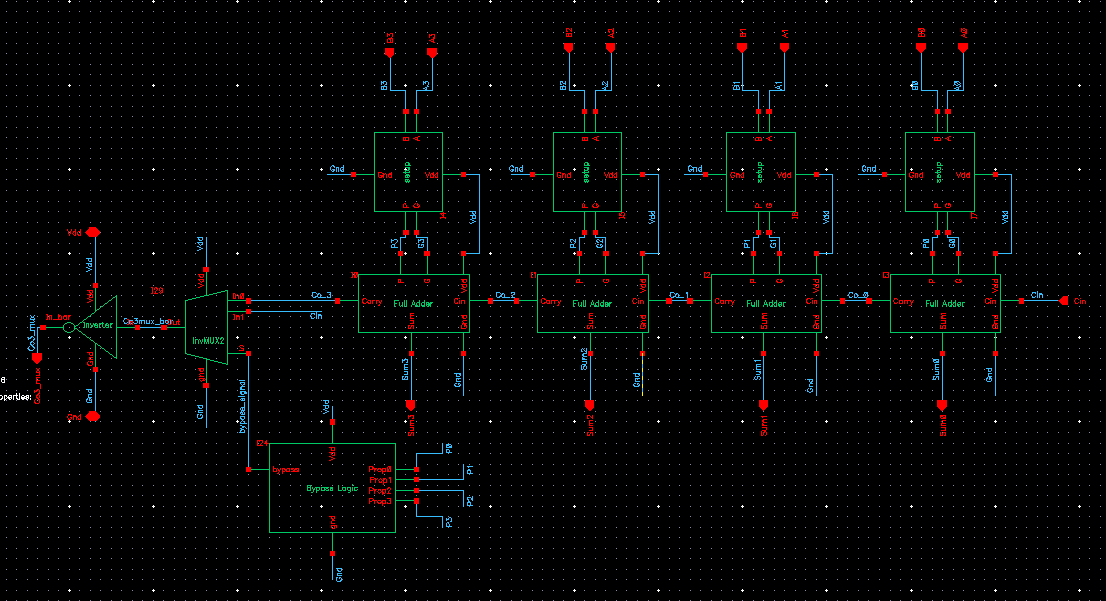 B3 A3 B2 A2 B1 A1 B0 A0
B3 A3 B2 A2 B1 A1 B0 A0
B A B A B A B A
Gnd Gnd setup Vdd Gnd Gnd setup Vdd Gnd Gnd setup Vdd Gnd Gnd setup Vdd
P G P G P G P G
Vdd Vdd Vdd Vdd
P3 G3 P2 G2 P1 G1 P0 G0
Vdd Vdd
Vdd Vdd
Vdd
P G Vdd P G Vdd P G Vdd P G Vdd
In0 Co_3 Carry Full Adder Cin Co_2 Carry Full Adder Cin Co_1 Carry Full Adder Cin Co_0 Carry Full Adder Cin Cin Cin
In1 Cin
Sum Gnd Sum Gnd Sum Gnd Sum Gnd
Co3_mux In_bar Inverter Co3mux_bar out
InvMUX2
Gnd gnd
Gnd Gnd
Co3_mux
Gnd
bypass_signal
Sum3 Gnd Sum2 Gnd Sum1 Gnd Sum0 Gnd
Sum3 Sum2 Sum1 Sum0
operties:
Vdd
Vdd
P0
bypass Bypass Logic Prop0
Prop1 P1
Prop2 P2
Prop3 P3
gnd
Gnd